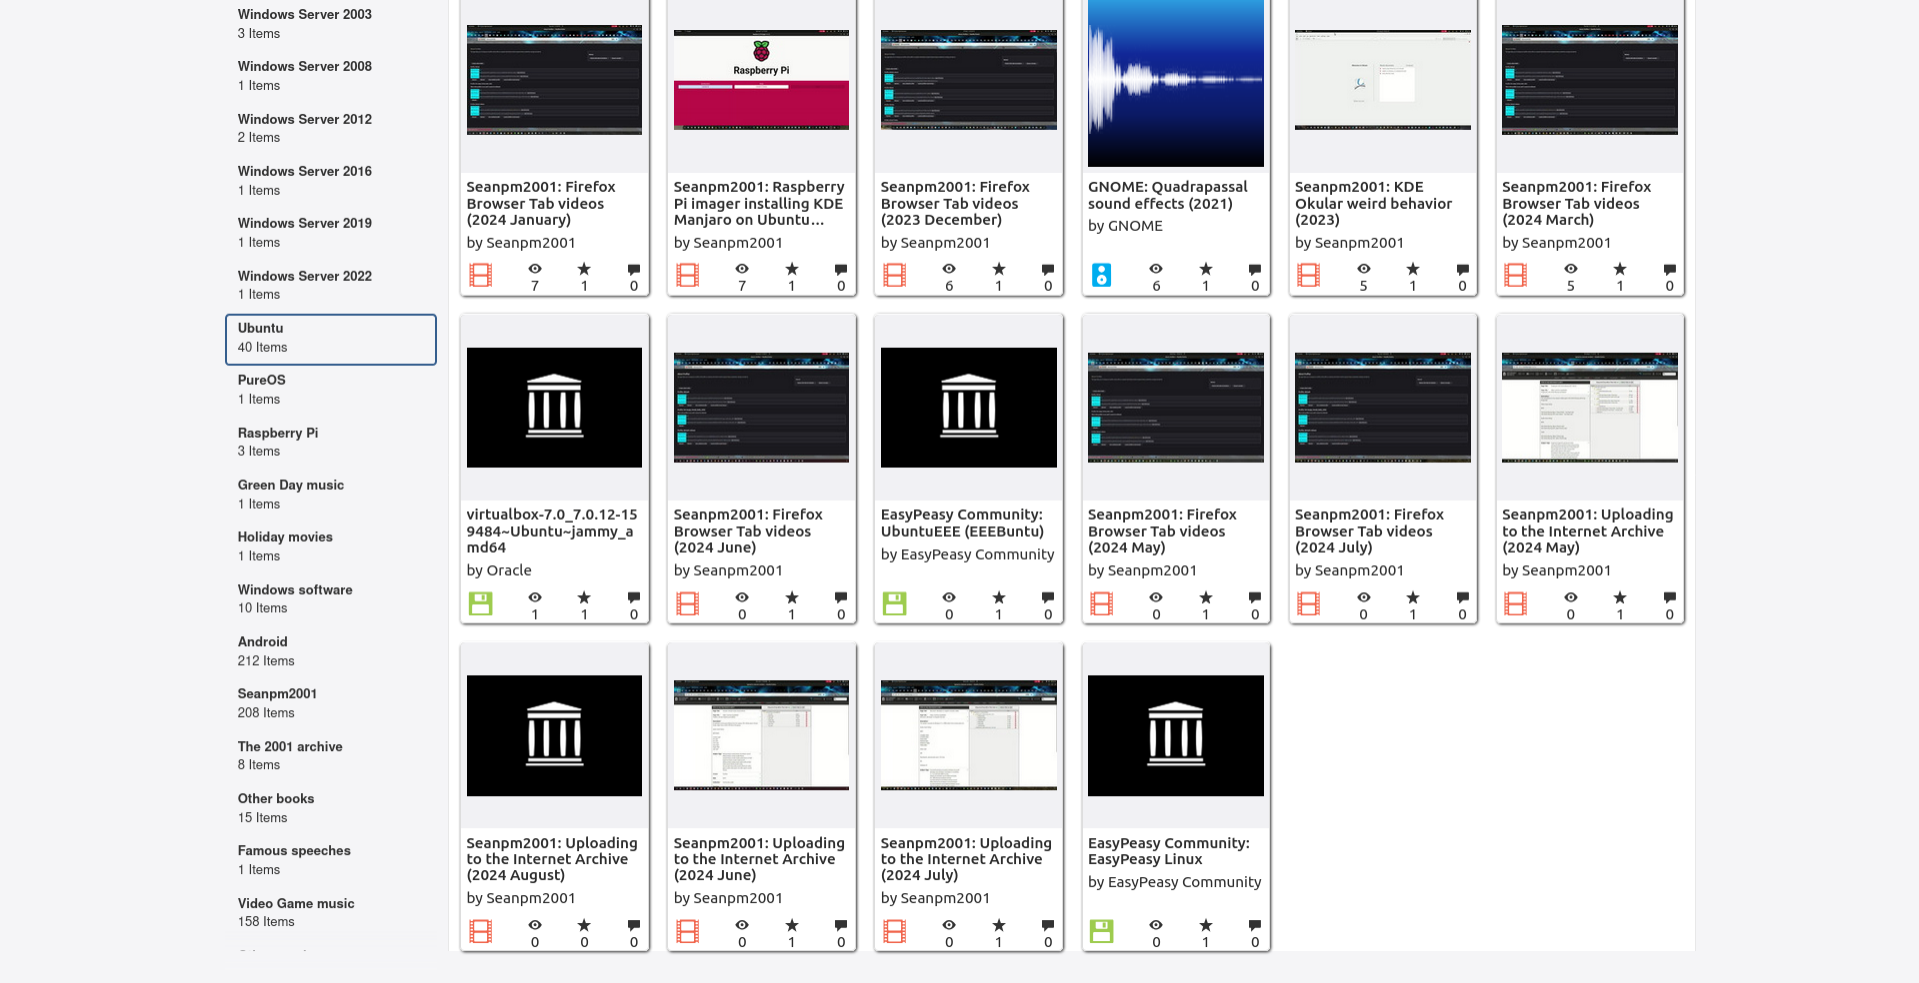 Windows Server 2003
3 Items
Windows Server 2008
1 Items
Windows Server 2012
2 Items
Windows Server 2016
1 Items
Windows Server 2019
1 Items
Windows Server 2022
1 Items
Ubuntu
40 Items
PureOS
1 Items
Raspberry Pi
3 Items
Green Day music
1 Items
Holiday movies
1 Items
Windows software
10 Items
Android
212 Items
Seanpm2001
208 Items
The 2001 archive
8 Items
Other books
15 Items
Famous speeches
1 Items
Video Game music
158 Items
Seanpm2001: Firefox
Browser Tab videos
(2024 January)
by Seanpm2001
7 1 0
Raspberry Pi
Seanpm2001: Raspberry
Pi imager installing KDE
Manjaro on Ubuntu...
by Seanpm2001
7 1 0
Seanpm2001: Firefox
Browser Tab videos
(2023 December)
by Seanpm2001
6 1 0
GNOME: Quadrapassal
sound effects (2021)
by GNOME
6 1 0
Seanpm2001: KDE
Okular weird behavior
(2023)
by Seanpm2001
5 1 0
Seanpm2001: Firefox
Browser Tab videos
(2024 March)
by Seanpm2001
5 1 0
virtualbox-7.0_7.0.12-15
9484~Ubuntu~jammy_a
md64
by Oracle
1 1 0
Seanpm2001: Firefox
Browser Tab videos
(2024 June)
by Seanpm2001
0 1 0
EasyPeasy Community:
UbuntuEEE (EEEBuntu)
by EasyPeasy Community
0 1 0
Seanpm2001: Firefox
Browser Tab videos
(2024 May)
by Seanpm2001
0 1 0
Seanpm2001: Firefox
Browser Tab videos
(2024 July)
by Seanpm2001
0 1 0
Seanpm2001: Uploading
to the Internet Archive
(2024 May)
by Seanpm2001
0 1 0
Seanpm2001: Uploading
to the Internet Archive
(2024 August)
by Seanpm2001
0 0 0
Seanpm2001: Uploading
to the Internet Archive
(2024 June)
by Seanpm2001
0 1 0
Seanpm2001: Uploading
to the Internet Archive
(2024 July)
by Seanpm2001
0 1 0
EasyPeasy Community:
EasyPeasy Linux
by EasyPeasy Community
0 1 0